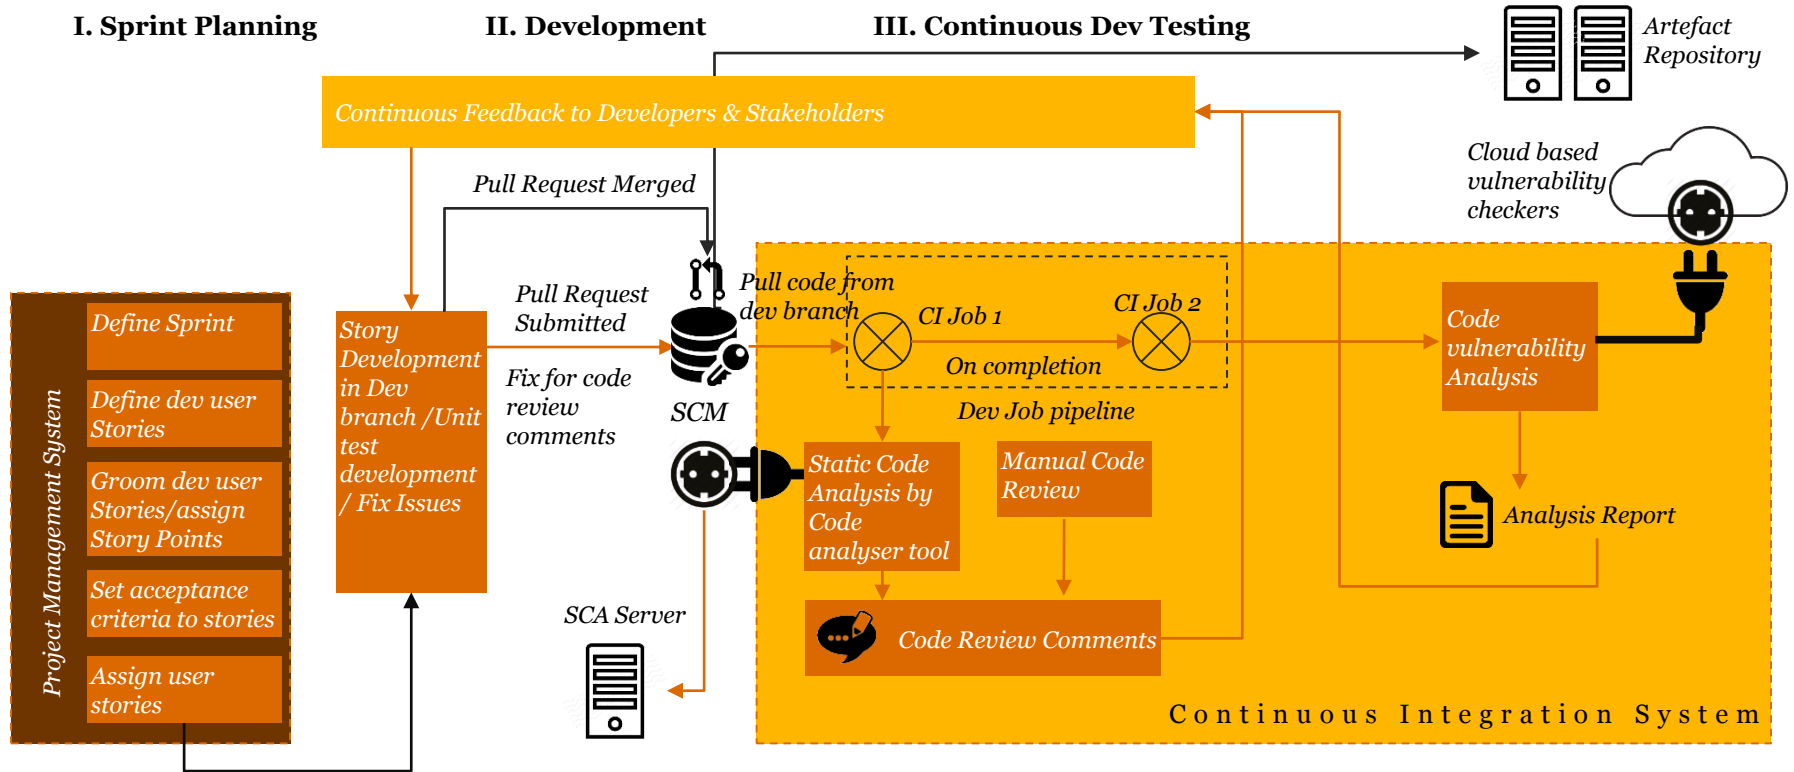 I. Sprint Planning
II. Development
III. Continuous Dev Testing
Artefact
Repository
Continuous Feedback to Developers & Stakeholders
Cloud based
vulnerability
checkers
Pull Request Merged
Project Management System
Define Sprint
Define dev user
Stories
Groom dev user
Stories/assign
Story Points
Set acceptance
criteria to stories
Assign user
stories
Story
Development
in Dev
branch /Unit
test
development
/ Fix Issues
Pull Request
Submitted
Fix for code
review
comments
SCM
Pull code from
dev branch
CI Job 1
CI Job 2
On completion
Dev Job pipeline
Code
vulnerability
Analysis
Static Code
Analysis by
Code
analyser tool
Manual Code
Review
Analysis Report
SCA Server
Code Review Comments
Continuous Integration System